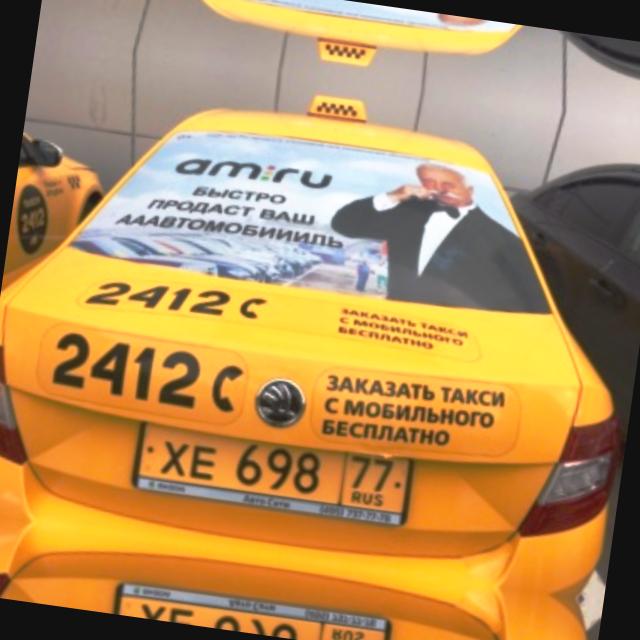 am:ru
БЫСТРО
ПРОДАСТ ВАШ
АААВТОМОБИИИЛЬ
2412
ЗАКАЗАТЬ ТАКСИ
С МОБИЛЬНОГО
БЕСПЛАТНО
2412
ЗАКАЗАТЬ ТАКСИ
С МОБИЛЬНОГО
БЕСПЛАТНО
ХЕ 698 77
RUS
2412